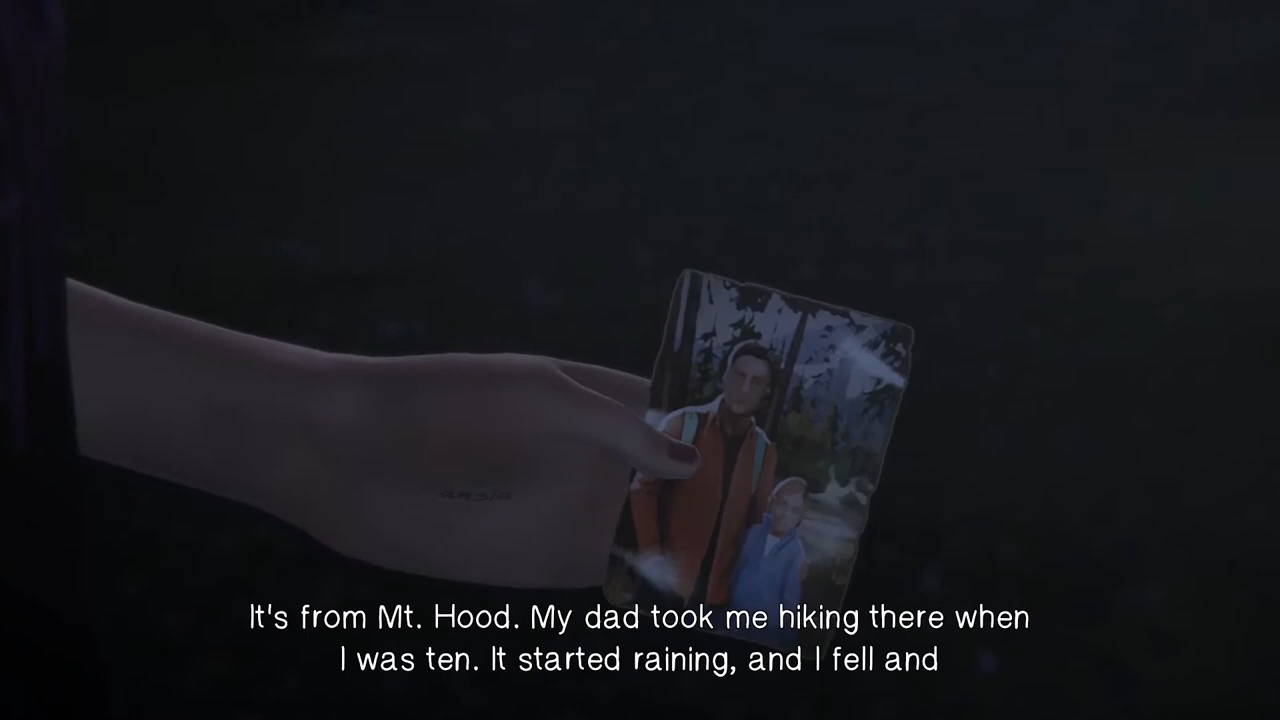 It's from Mt. Hood. My dad took me hiking there when
I was ten. It started raining, and I fell and